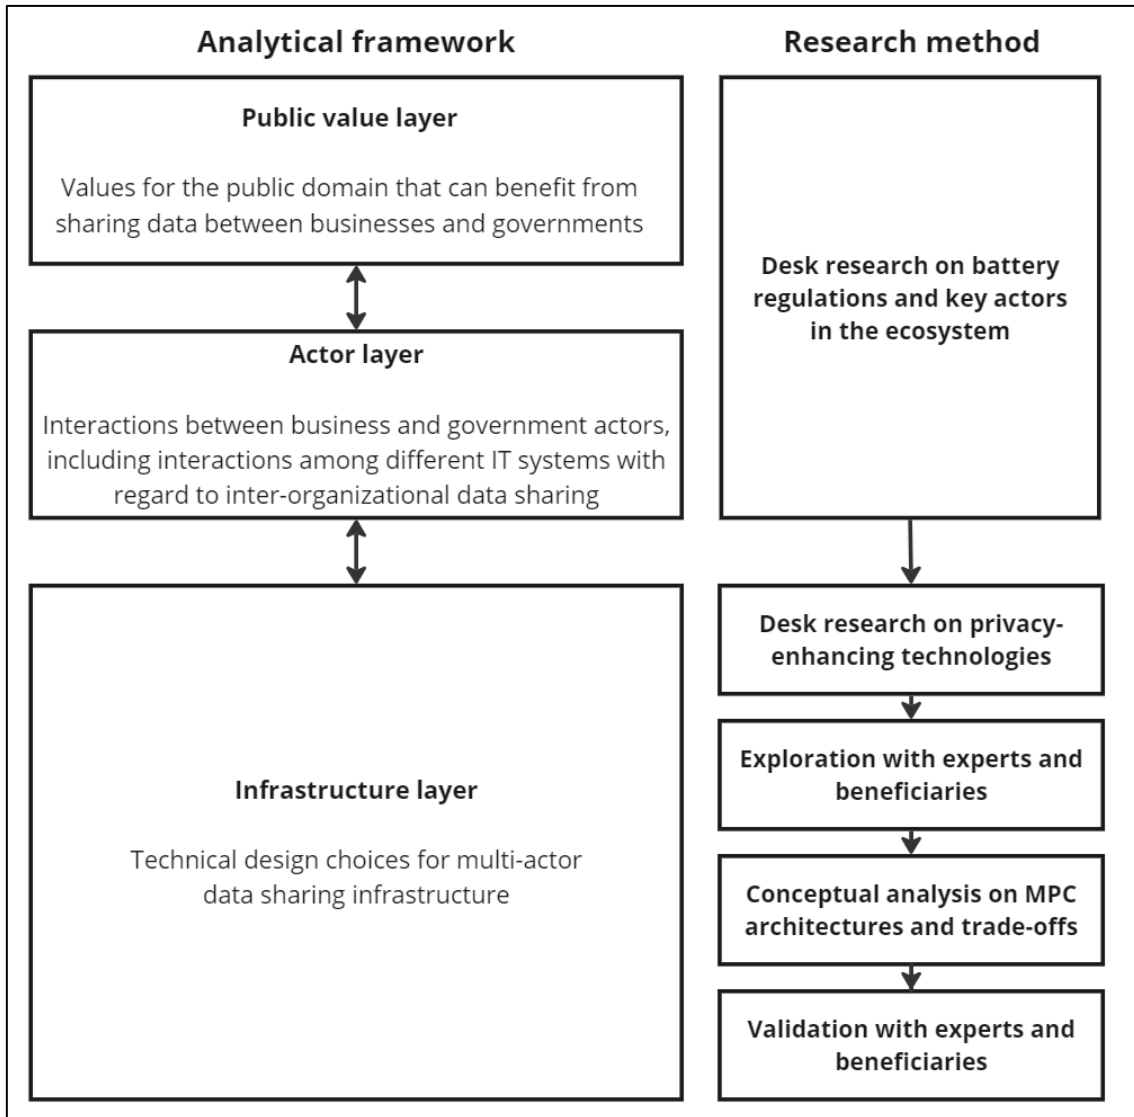 Analytical framework
Public value layer
Values for the public domain that can benefit from
sharing data between businesses and governments
Actor layer
Interactions between business and government actors,
including interactions among different IT systems with
regard to inter-organizational data sharing
Infrastructure layer
Technical design choices for multi-actor
data sharing infrastructure
Research method
Desk research on battery
regulations and key actors
in the ecosystem
Desk research on privacy-
enhancing technologies
Exploration with experts and
beneficiaries
Conceptual analysis on MPC
architectures and trade-offs
Validation with experts and
beneficiaries